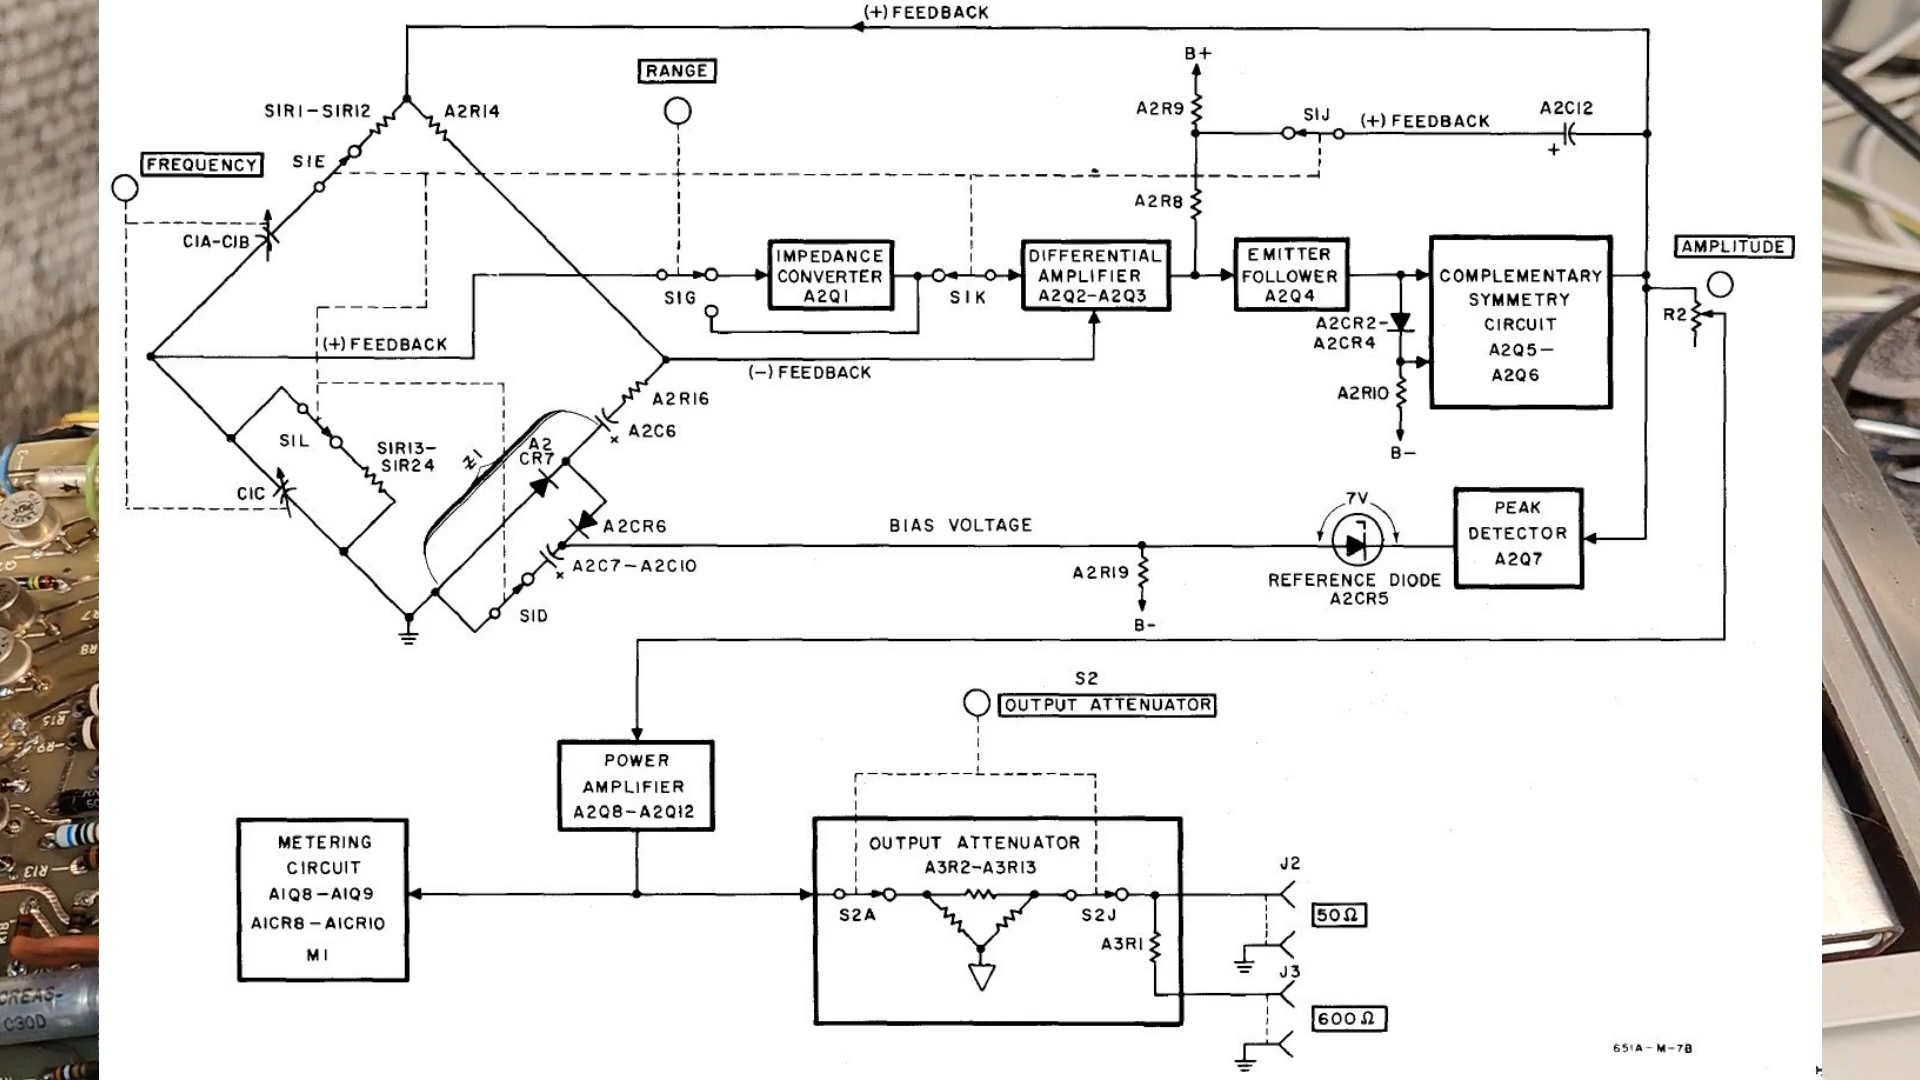 (+) FEEDBACK
RANGE
B+
S1R1-S1R12
A2R14
A2R9
S1J
(+) FEEDBACK
A2C12
+
FREQUENCY
S1E
A2R8
C1A-C1B
IMPEDANCE
CONVERTER
A2Q1
DIFFERENTIAL
AMPLIFIER
A2Q2-A2Q3
EMITTER
FOLLOWER
A2Q4
COMPLEMENTARY
SYMMETRY
CIRCUIT
A2Q5-
A2Q6
AMPLITUDE
S1G
S1K
R2
A2CR2-
A2CR4
(+) FEEDBACK
(-) FEEDBACK
A2R10
B-
A2R16
A2C6
S1L
S1R13-
S1R24
Z1
A2
CR7
C1C
A2CR6
BIAS VOLTAGE
7V
PEAK
DETECTOR
A2Q7
A2C7-A2C10
A2R19
REFERENCE DIODE
A2CR5
S1D
B-
S2
OUTPUT ATTENUATOR
POWER
AMPLIFIER
A2Q8-A2Q12
METERING
CIRCUIT
A1Q8-A1Q9
A1CR8-A1CR10
M1
OUTPUT ATTENUATOR
A3R2-A3R13
S2A
S2J
A3R1
J2
50Ω
J3
600Ω
651A-M-7B
R8
R15
R13
C30D